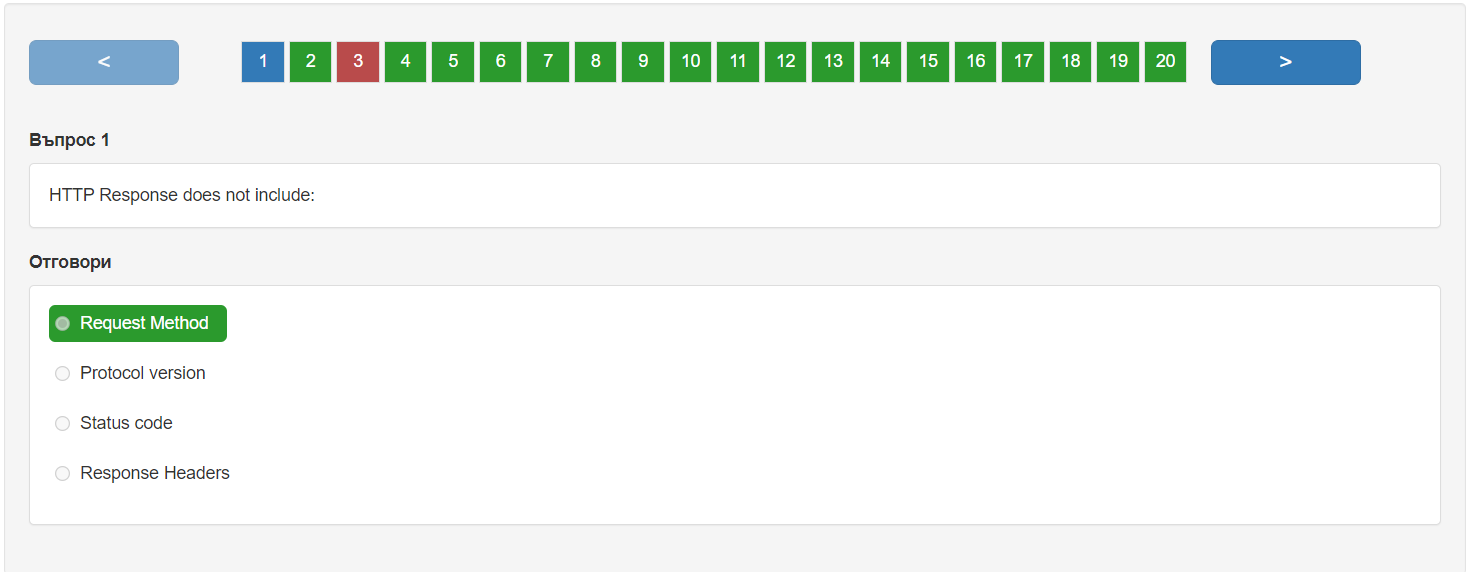 < 1 2 3 4 5 6 7 8 9 10 11 12 13 14 15 16 17 18 19 20 >
Въпрос 1
HTTP Response does not include:
Отговори
Request Method
Protocol version
Status code
Response Headers